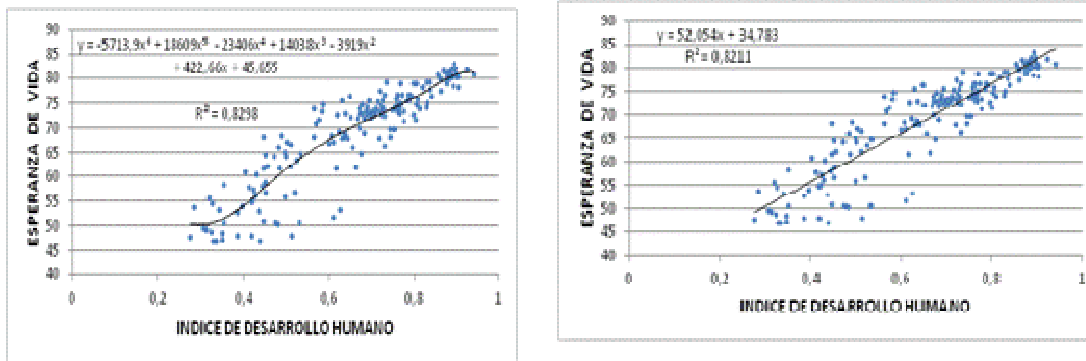 90
85
80
75
70
65
60
55
50
45
40
ESPERANZA DE VIDA
y = -5713,9x⁶ + 18609x⁵ - 23406x⁴ + 14038x³ - 3919x²
+ 422,66x + 45,655
R² = 0,8298
0 0,2 0,4 0,6 0,8 1
INDICE DE DESARROLLO HUMANO
90
85
80
75
70
65
60
55
50
45
40
ESPERANZA DE VIDA
y = 52,054x + 34,783
R² = 0,8211
0 0,2 0,4 0,6 0,8 1
INDICE DE DESARROLLO HUMANO